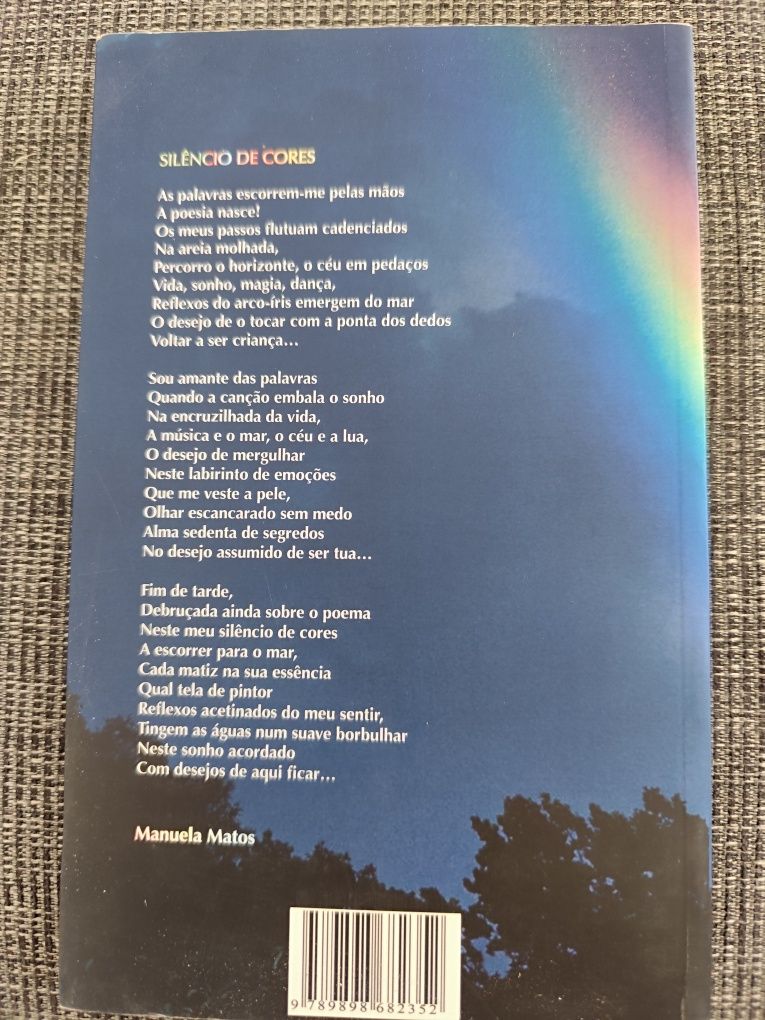 SILÊNCIO DE CORES
As palavras escorrem-me pelas mãos
A poesia nasce!
Os meus passos flutuam cadenciados
Na areia molhada,
Percorro o horizonte, o céu em pedaços
Vida, sonho, magia, dança,
Reflexos do arco-íris emergem do mar
O desejo de o tocar com a ponta dos dedos
Voltar a ser criança...
Sou amante das palavras
Quando a canção embala o sonho
Na encruzilhada da vida,
A música e o mar, o céu e a lua,
O desejo de mergulhar
Neste labirinto de emoções
Que me veste a pele,
Olhar escancarado sem medo
Alma sedenta de segredos
No desejo assumido de ser tua...
Fim de tarde,
Debruçada ainda sobre o poema
Neste meu silêncio de cores
A escorrer para o mar,
Cada matiz na sua essência
Qual tela de pintor
Reflexos acetinados do meu sentir,
Tingem as águas num suave borbulhar
Neste sonho acordado
Com desejos de aqui ficar...
Manuela Matos
9 789898 682352